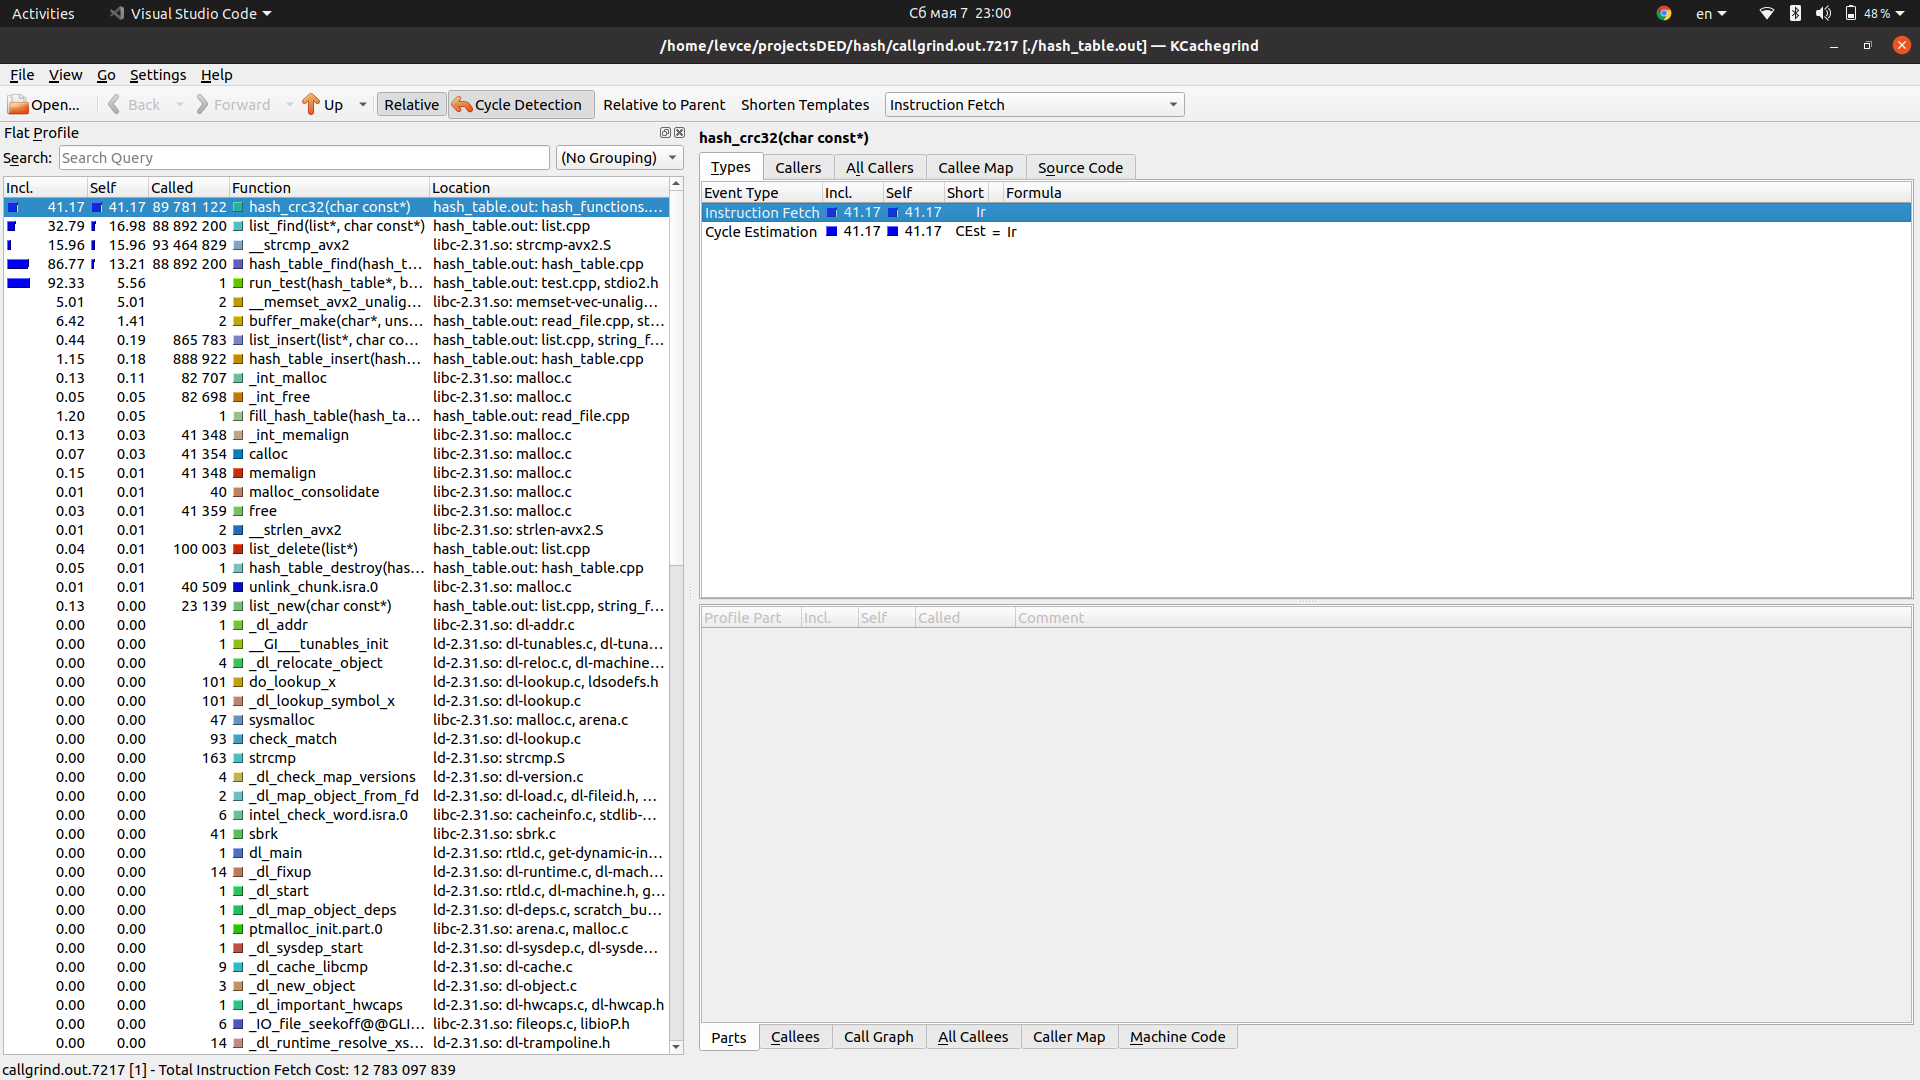 Activities Visual Studio Code Сб мая 7 23:00 en 48 %
/home/levce/projectsDED/hash/callgrind.out.7217 [./hash_table.out] — KCachegrind
File View Go Settings Help
Open... Back Forward Up Relative Cycle Detection Relative to Parent Shorten Templates Instruction Fetch
Flat Profile
Search: Search Query (No Grouping)
Incl. Self Called Function Location
41.17 41.17 89 781 122 hash_crc32(char const*) hash_table.out: hash_functions....
32.79 16.98 88 892 200 list_find(list*, char const*) hash_table.out: list.cpp
15.96 15.96 93 464 829 __strcmp_avx2 libc-2.31.so: strcmp-avx2.S
86.77 13.21 88 892 200 hash_table_find(hash_t... hash_table.out: hash_table.cpp
92.33 5.56 1 run_test(hash_table*, b... hash_table.out: test.cpp, stdio2.h
5.01 5.01 2 __memset_avx2_unalig... libc-2.31.so: memset-vec-unalig...
6.42 1.41 2 buffer_make(char*, uns... hash_table.out: read_file.cpp, st...
0.44 0.19 865 783 list_insert(list*, char co... hash_table.out: list.cpp, string_f...
1.15 0.18 888 922 hash_table_insert(hash... hash_table.out: hash_table.cpp
0.13 0.11 82 707 _int_malloc libc-2.31.so: malloc.c
0.05 0.05 82 698 _int_free libc-2.31.so: malloc.c
1.20 0.05 1 fill_hash_table(hash_ta... hash_table.out: read_file.cpp
0.13 0.03 41 348 _int_memalign libc-2.31.so: malloc.c
0.07 0.03 41 354 calloc libc-2.31.so: malloc.c
0.15 0.01 41 348 memalign libc-2.31.so: malloc.c
0.01 0.01 40 malloc_consolidate libc-2.31.so: malloc.c
0.03 0.01 41 359 free libc-2.31.so: malloc.c
0.01 0.01 2 __strlen_avx2 libc-2.31.so: strlen-avx2.S
0.04 0.01 100 003 list_delete(list*) hash_table.out: list.cpp
0.05 0.01 1 hash_table_destroy(has... hash_table.out: hash_table.cpp
0.01 0.01 40 509 unlink_chunk.isra.0 libc-2.31.so: malloc.c
0.13 0.00 23 139 list_new(char const*) hash_table.out: list.cpp, string_f...
0.00 0.00 1 _dl_addr libc-2.31.so: dl-addr.c
0.00 0.00 1 __GI___tunables_init ld-2.31.so: dl-tunables.c, dl-tuna...
0.00 0.00 4 _dl_relocate_object ld-2.31.so: dl-reloc.c, dl-machine...
0.00 0.00 101 do_lookup_x ld-2.31.so: dl-lookup.c, ldsodefs.h
0.00 0.00 101 _dl_lookup_symbol_x ld-2.31.so: dl-lookup.c
0.00 0.00 47 sysmalloc libc-2.31.so: malloc.c, arena.c
0.00 0.00 93 check_match ld-2.31.so: dl-lookup.c
0.00 0.00 163 strcmp ld-2.31.so: strcmp.S
0.00 0.00 4 _dl_check_map_versions ld-2.31.so: dl-version.c
0.00 0.00 2 _dl_map_object_from_fd ld-2.31.so: dl-load.c, dl-fileid.h, ...
0.00 0.00 6 intel_check_word.isra.0 libc-2.31.so: cacheinfo.c, stdlib-...
0.00 0.00 41 sbrk libc-2.31.so: sbrk.c
0.00 0.00 1 dl_main ld-2.31.so: rtld.c, get-dynamic-in...
0.00 0.00 14 _dl_fixup ld-2.31.so: dl-runtime.c, dl-mach...
0.00 0.00 1 _dl_start ld-2.31.so: rtld.c, dl-machine.h, g...
0.00 0.00 1 _dl_map_object_deps ld-2.31.so: dl-deps.c, scratch_bu...
0.00 0.00 1 ptmalloc_init.part.0 libc-2.31.so: arena.c, malloc.c
0.00 0.00 1 _dl_sysdep_start ld-2.31.so: dl-sysdep.c, dl-sysde...
0.00 0.00 9 _dl_cache_libcmp ld-2.31.so: dl-cache.c
0.00 0.00 3 _dl_new_object ld-2.31.so: dl-object.c
0.00 0.00 1 _dl_important_hwcaps ld-2.31.so: dl-hwcaps.c, dl-hwcap.h
0.00 0.00 6 _IO_file_seekoff@@GLI... libc-2.31.so: fileops.c, libioP.h
0.00 0.00 14 _dl_runtime_resolve_xs... ld-2.31.so: dl-trampoline.h
hash_crc32(char const*)
Types Callers All Callers Callee Map Source Code
Event Type Incl. Self Short Formula
Instruction Fetch 41.17 41.17 Ir
Cycle Estimation 41.17 41.17 CEst = Ir
Profile Part Incl. Self Called Comment
Parts Callees Call Graph All Callees Caller Map Machine Code
callgrind.out.7217 [1] - Total Instruction Fetch Cost: 12 783 097 839